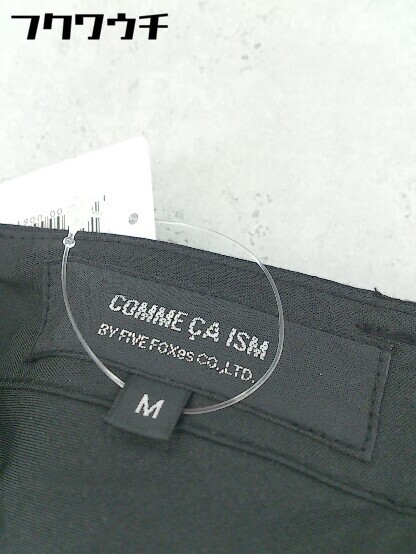 フクワウチ
COMME ÇA ISM
BY FIVE FOXes CO.,LTD.
M